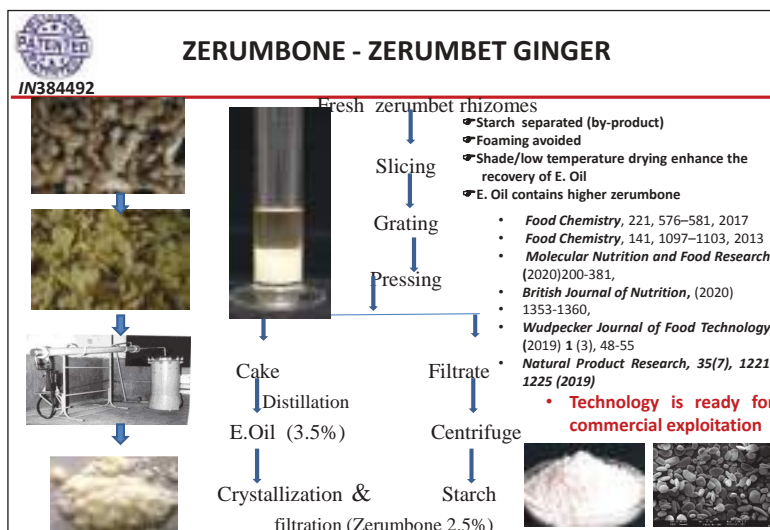 PATENTED
IN384492
ZERUMBONE - ZERUMBET GINGER
Fresh zerumbet rhizomes
Slicing
Grating
Pressing
Cake
Distillation
E.Oil (3.5%)
Crystallization &
filtration (Zerumbone 2.5%)
Filtrate
Centrifuge
Starch
☞Starch separated (by-product)
☞Foaming avoided
☞Shade/low temperature drying enhance the
recovery of E. Oil
☞E. Oil contains higher zerumbone
• Food Chemistry, 221, 576–581, 2017
• Food Chemistry, 141, 1097–1103, 2013
• Molecular Nutrition and Food Research
(2020)200-381,
• British Journal of Nutrition, (2020)
• 1353-1360,
• Wudpecker Journal of Food Technology
(2019) 1 (3), 48-55
• Natural Product Research, 35(7), 1221
1225 (2019)
• Technology is ready for
commercial exploitation